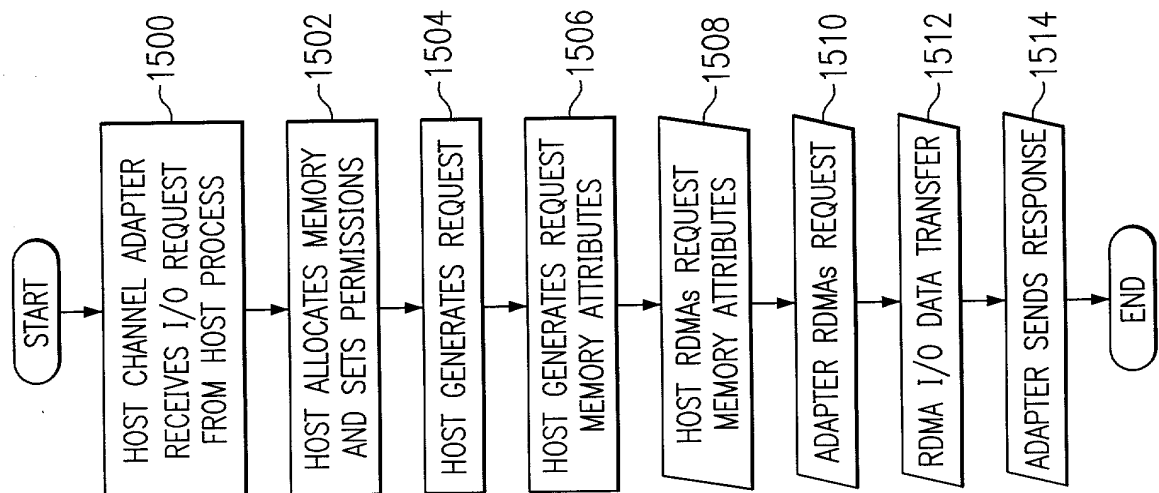 START
HOST CHANNEL ADAPTER
RECEIVES I/O REQUEST
FROM HOST PROCESS
1500
HOST ALLOCATES MEMORY
AND SETS PERMISSIONS
1502
HOST GENERATES REQUEST
1504
HOST GENERATES REQUEST
MEMORY ATTRIBUTES
1506
HOST RDMAs REQUEST
MEMORY ATTRIBUTES
1508
ADAPTER RDMAs REQUEST
1510
RDMA I/O DATA TRANSFER
1512
ADAPTER SENDS RESPONSE
1514
END